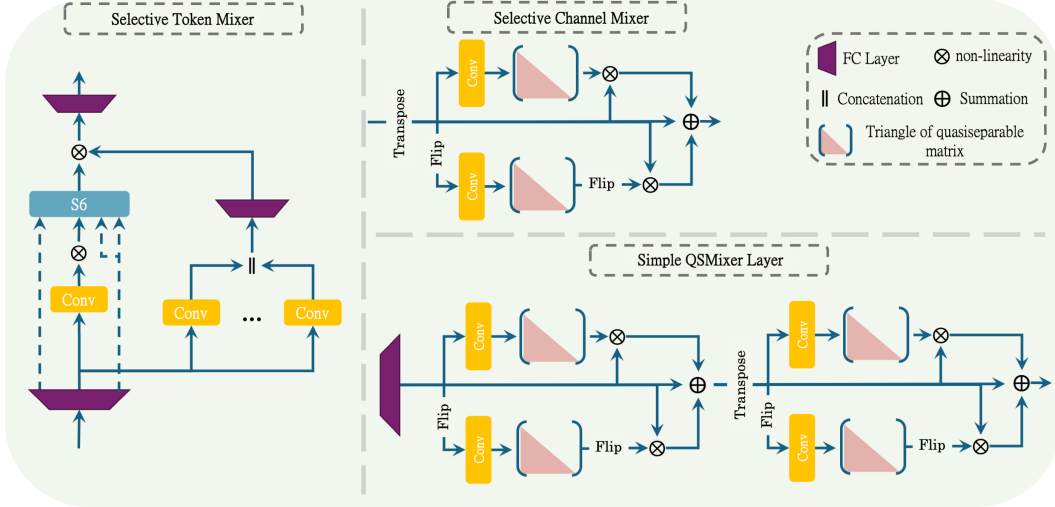 Selective Token Mixer
S6
Conv
Conv
...
Conv
||
Selective Channel Mixer
Transpose
Flip
Conv
Conv
Flip
FC Layer
non-linearity
|| Concatenation
Summation
Triangle of quasiseparable
matrix
Simple QSMixer Layer
Flip
Conv
Conv
Flip
Transpose
Flip
Conv
Conv
Flip